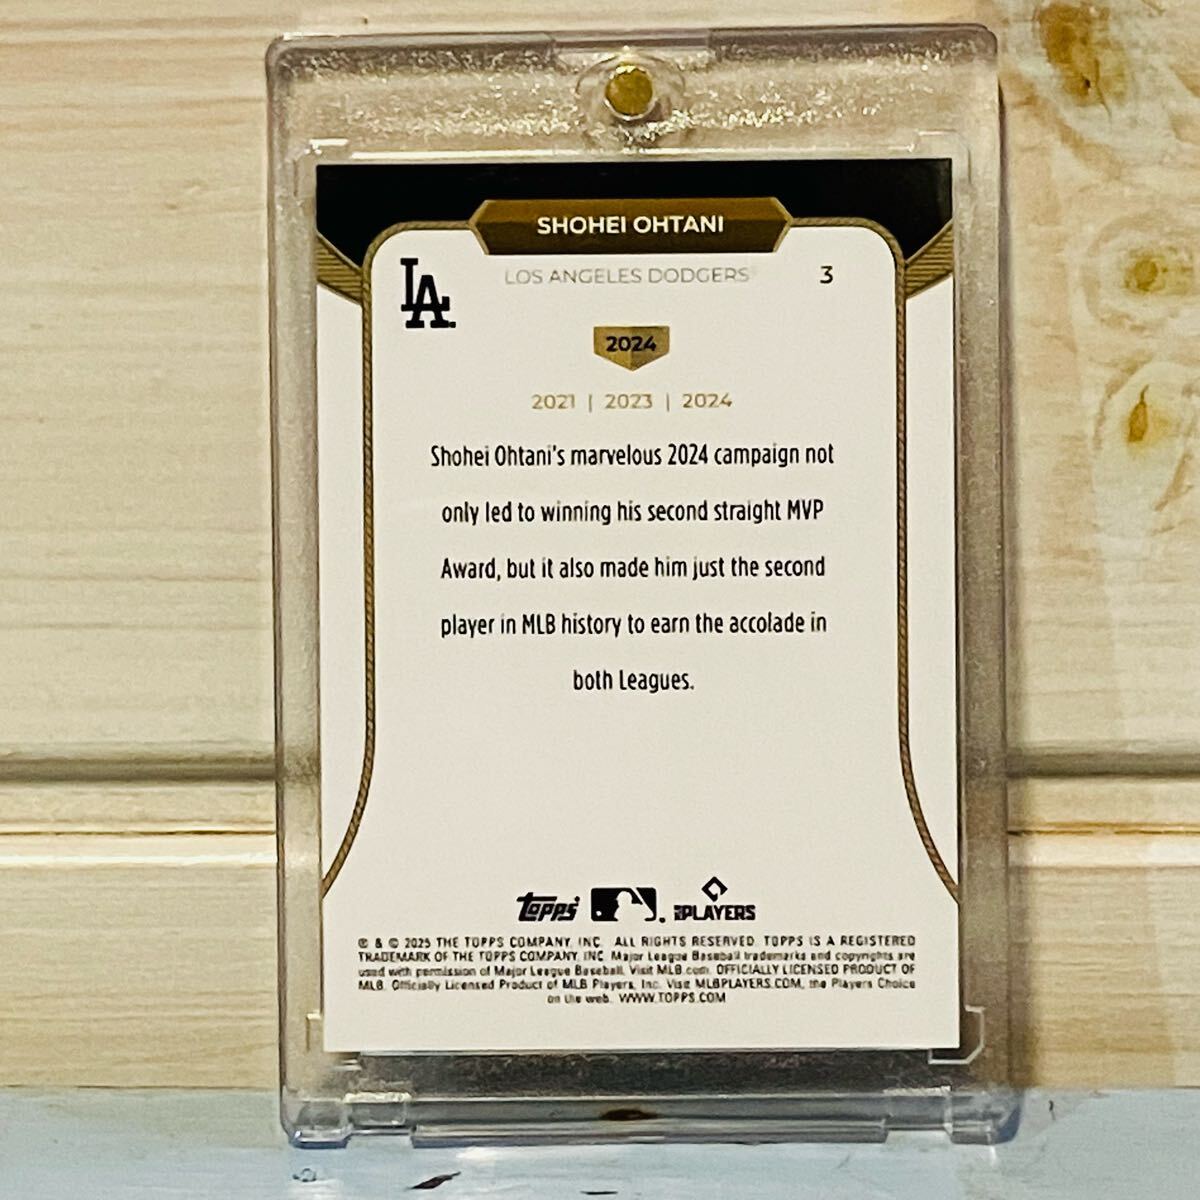 SHOHEI OHTANI
LOS ANGELES DODGERS
3
LA
2024
2021 | 2023 | 2024
Shohei Ohtani's marvelous 2024 campaign not
only led to winning his second straight MVP
Award, but it also made him just the second
player in MLB history to earn the accolade in
both Leagues.
Topps
PLAYERS
® & © 2025 THE TOPPS COMPANY, INC. ALL RIGHTS RESERVED. TOPPS IS A REGISTERED
TRADEMARK OF THE TOPPS COMPANY, INC. Major League Baseball trademarks and copyrights are
used with permission of Major League Baseball. Visit MLB.com. OFFICIALLY LICENSED PRODUCT OF
MLB. Officially Licensed Product of MLB Players, Inc. Visit MLBPLAYERS.COM, the Players Choice
on the web. WWW.TOPPS.COM